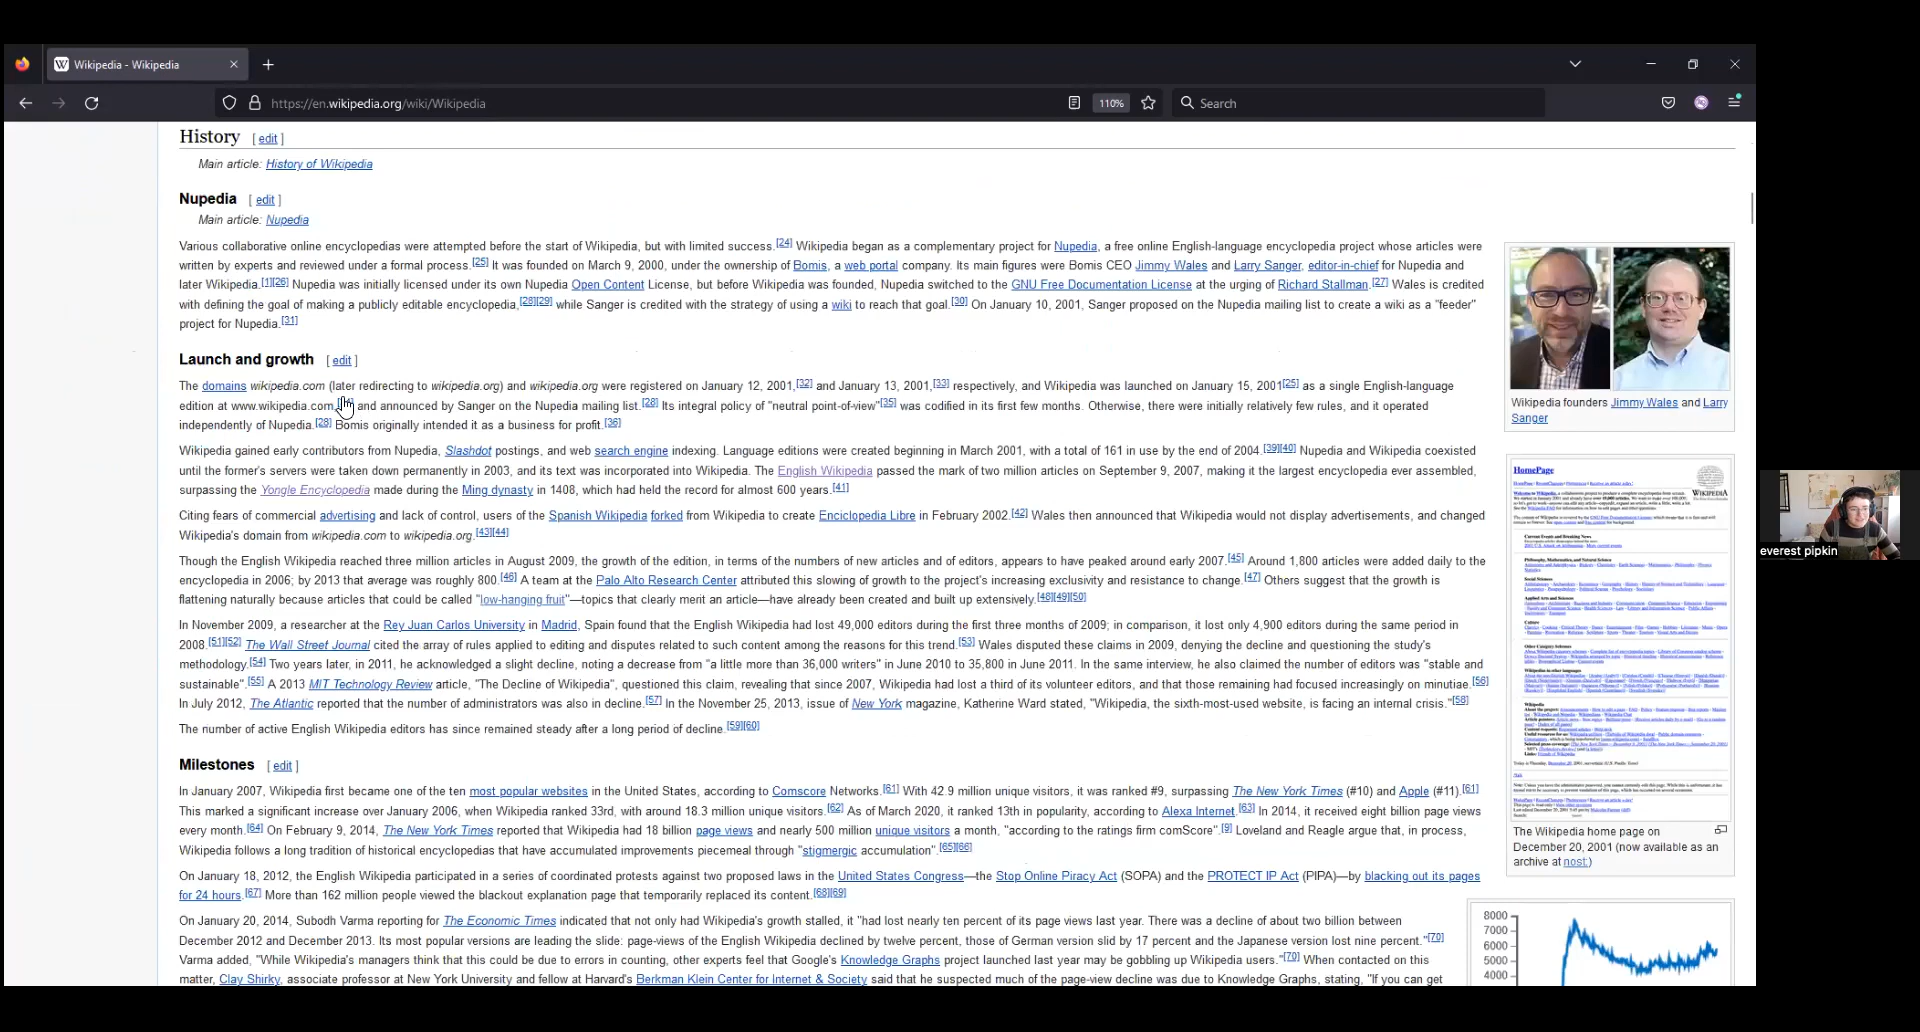 Wikipedia - Wikipedia
https://en.wikipedia.org/wiki/Wikipedia
110%
Search
History [ edit ]
Main article: History of Wikipedia
Nupedia [ edit ]
Main article: Nupedia
Various collaborative online encyclopedias were attempted before the start of Wikipedia, but with limited success.[24] Wikipedia began as a complementary project for Nupedia, a free online English-language encyclopedia project whose articles were
written by experts and reviewed under a formal process.[25] It was founded on March 9, 2000, under the ownership of Bomis, a web portal company. Its main figures were Bomis CEO Jimmy Wales and Larry Sanger, editor-in-chief for Nupedia and
later Wikipedia.[1][26] Nupedia was initially licensed under its own Nupedia Open Content License, but before Wikipedia was founded, Nupedia switched to the GNU Free Documentation License at the urging of Richard Stallman.[27] Wales is credited
with defining the goal of making a publicly editable encyclopedia,[28][29] while Sanger is credited with the strategy of using a wiki to reach that goal.[30] On January 10, 2001, Sanger proposed on the Nupedia mailing list to create a wiki as a "feeder"
project for Nupedia.[31]
Launch and growth [ edit ]
The domains wikipedia.com (later redirecting to wikipedia.org) and wikipedia.org were registered on January 12, 2001,[32] and January 13, 2001,[33] respectively, and Wikipedia was launched on January 15, 2001[25] as a single English-language
edition at www.wikipedia.com, and announced by Sanger on the Nupedia mailing list.[28] Its integral policy of "neutral point-of-view"[35] was codified in its first few months. Otherwise, there were initially relatively few rules, and it operated
independently of Nupedia.[28] Bomis originally intended it as a business for profit.[36]
Wikipedia gained early contributors from Nupedia, Slashdot postings, and web search engine indexing. Language editions were created beginning in March 2001, with a total of 161 in use by the end of 2004.[39][40] Nupedia and Wikipedia coexisted
until the former's servers were taken down permanently in 2003, and its text was incorporated into Wikipedia. The English Wikipedia passed the mark of two million articles on September 9, 2007, making it the largest encyclopedia ever assembled,
surpassing the Yongle Encyclopedia made during the Ming dynasty in 1408, which had held the record for almost 600 years.[41]
Citing fears of commercial advertising and lack of control, users of the Spanish Wikipedia forked from Wikipedia to create Enciclopedia Libre in February 2002.[42] Wales then announced that Wikipedia would not display advertisements, and changed
Wikipedia's domain from wikipedia.com to wikipedia.org.[43][44]
Though the English Wikipedia reached three million articles in August 2009, the growth of the edition, in terms of the numbers of new articles and of editors, appears to have peaked around early 2007.[45] Around 1,800 articles were added daily to the
encyclopedia in 2006; by 2013 that average was roughly 800.[46] A team at the Palo Alto Research Center attributed this slowing of growth to the project's increasing exclusivity and resistance to change.[47] Others suggest that the growth is
flattening naturally because articles that could be called "low-hanging fruit"—topics that clearly merit an article—have already been created and built up extensively.[48][49][50]
In November 2009, a researcher at the Rey Juan Carlos University in Madrid, Spain found that the English Wikipedia had lost 49,000 editors during the first three months of 2009; in comparison, it lost only 4,900 editors during the same period in
2008.[51][52] The Wall Street Journal cited the array of rules applied to editing and disputes related to such content among the reasons for this trend.[53] Wales disputed these claims in 2009, denying the decline and questioning the study's
methodology.[54] Two years later, in 2011, he acknowledged a slight decline, noting a decrease from "a little more than 36,000 writers" in June 2010 to 35,800 in June 2011. In the same interview, he also claimed the number of editors was "stable and
sustainable".[55] A 2013 MIT Technology Review article, "The Decline of Wikipedia", questioned this claim, revealing that since 2007, Wikipedia had lost a third of its volunteer editors, and that those remaining had focused increasingly on minutiae.[56]
In July 2012, The Atlantic reported that the number of administrators was also in decline.[57] In the November 25, 2013, issue of New York magazine, Katherine Ward stated, "Wikipedia, the sixth-most-used website, is facing an internal crisis."[58]
The number of active English Wikipedia editors has since remained steady after a long period of decline.[59][60]
Milestones [ edit ]
In January 2007, Wikipedia first became one of the ten most popular websites in the United States, according to Comscore Networks.[61] With 42.9 million unique visitors, it was ranked #9, surpassing The New York Times (#10) and Apple (#11).[61]
This marked a significant increase over January 2006, when Wikipedia ranked 33rd, with around 18.3 million unique visitors.[62] As of March 2020, it ranked 13th in popularity, according to Alexa Internet.[63] In 2014, it received eight billion page views
every month.[64] On February 9, 2014, The New York Times reported that Wikipedia had 18 billion page views and nearly 500 million unique visitors a month, "according to the ratings firm comScore".[9] Loveland and Reagle argue that, in process,
Wikipedia follows a long tradition of historical encyclopedias that have accumulated improvements piecemeal through "stigmergic accumulation".[65][66]
On January 18, 2012, the English Wikipedia participated in a series of coordinated protests against two proposed laws in the United States Congress—the Stop Online Piracy Act (SOPA) and the PROTECT IP Act (PIPA)—by blacking out its pages
for 24 hours.[67] More than 162 million people viewed the blackout explanation page that temporarily replaced its content.[68][69]
On January 20, 2014, Subodh Varma reporting for The Economic Times indicated that not only had Wikipedia's growth stalled, it "had lost nearly ten percent of its page views last year. There was a decline of about two billion between
December 2012 and December 2013. Its most popular versions are leading the slide: page-views of the English Wikipedia declined by twelve percent, those of German version slid by 17 percent and the Japanese version lost nine percent."[70]
Varma added, "While Wikipedia's managers think that this could be due to errors in counting, other experts feel that Google's Knowledge Graphs project launched last year may be gobbling up Wikipedia users."[70] When contacted on this
matter, Clay Shirky, associate professor at New York University and fellow at Harvard's Berkman Klein Center for Internet & Society said that he suspected much of the page-view decline was due to Knowledge Graphs, stating, "If you can get
Wikipedia founders Jimmy Wales and Larry
Sanger
HomePage
WIKIPEDIA
The Wikipedia home page on
December 20, 2001 (now available as an
archive at nost:)
8000
7000
6000
5000
4000
everest pipkin